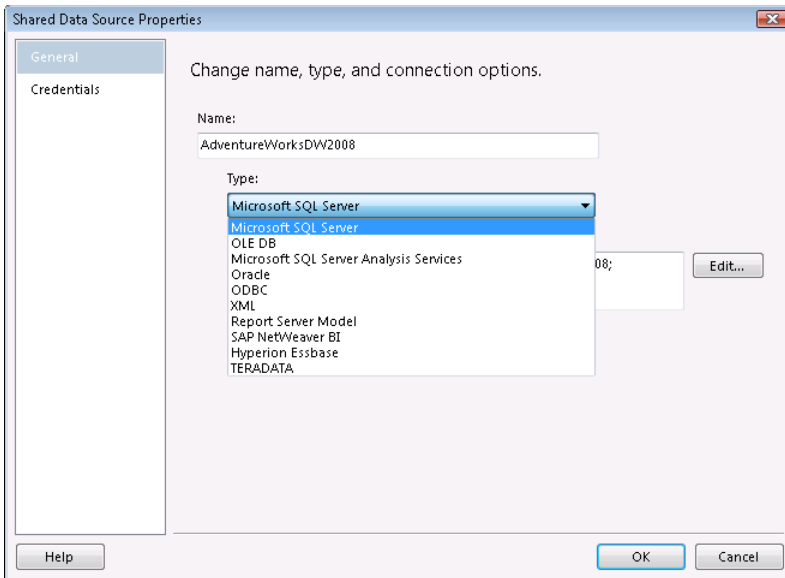 Shared Data Source Properties
General
Credentials
Change name, type, and connection options.
Name:
AdventureWorksDW2008
Type:
Microsoft SQL Server
Microsoft SQL Server
OLE DB
Microsoft SQL Server Analysis Services
Oracle
ODBC
XML
Report Server Model
SAP NetWeaver BI
Hyperion Essbase
TERADATA
08;
Edit...
Help
OK
Cancel